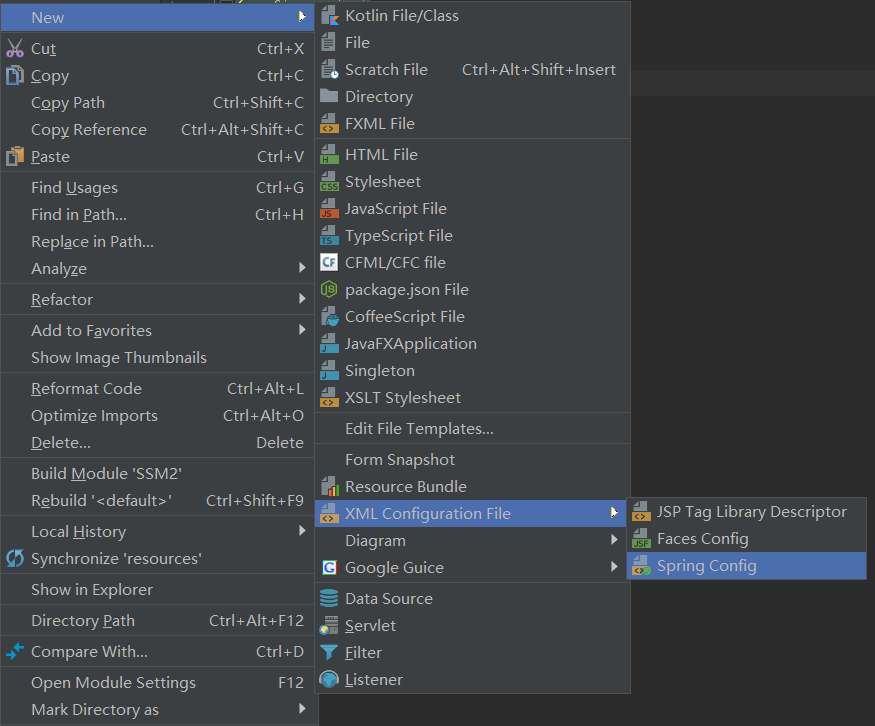 New
Cut Ctrl+X
Copy Ctrl+C
Copy Path Ctrl+Shift+C
Copy Reference Ctrl+Alt+Shift+C
Paste Ctrl+V
Find Usages Ctrl+G
Find in Path... Ctrl+H
Replace in Path...
Analyze
Refactor
Add to Favorites
Show Image Thumbnails
Reformat Code Ctrl+Alt+L
Optimize Imports Ctrl+Alt+O
Delete... Delete
Build Module 'SSM2'
Rebuild '<default>' Ctrl+Shift+F9
Local History
Synchronize 'resources'
Show in Explorer
Directory Path Ctrl+Alt+F12
Compare With... Ctrl+D
Open Module Settings F12
Mark Directory as
Kotlin File/Class
File
Scratch File Ctrl+Alt+Shift+Insert
Directory
FXML File
H HTML File
CSS Stylesheet
JS JavaScript File
TS TypeScript File
CF CFML/CFC file
JS package.json File
CoffeeScript File
J JavaFXApplication
J Singleton
XSLT Stylesheet
Edit File Templates...
Form Snapshot
Resource Bundle
XML Configuration File
Diagram
G Google Guice
Data Source
Servlet
Filter
Listener
JSP Tag Library Descriptor
JSF Faces Config
Spring Config